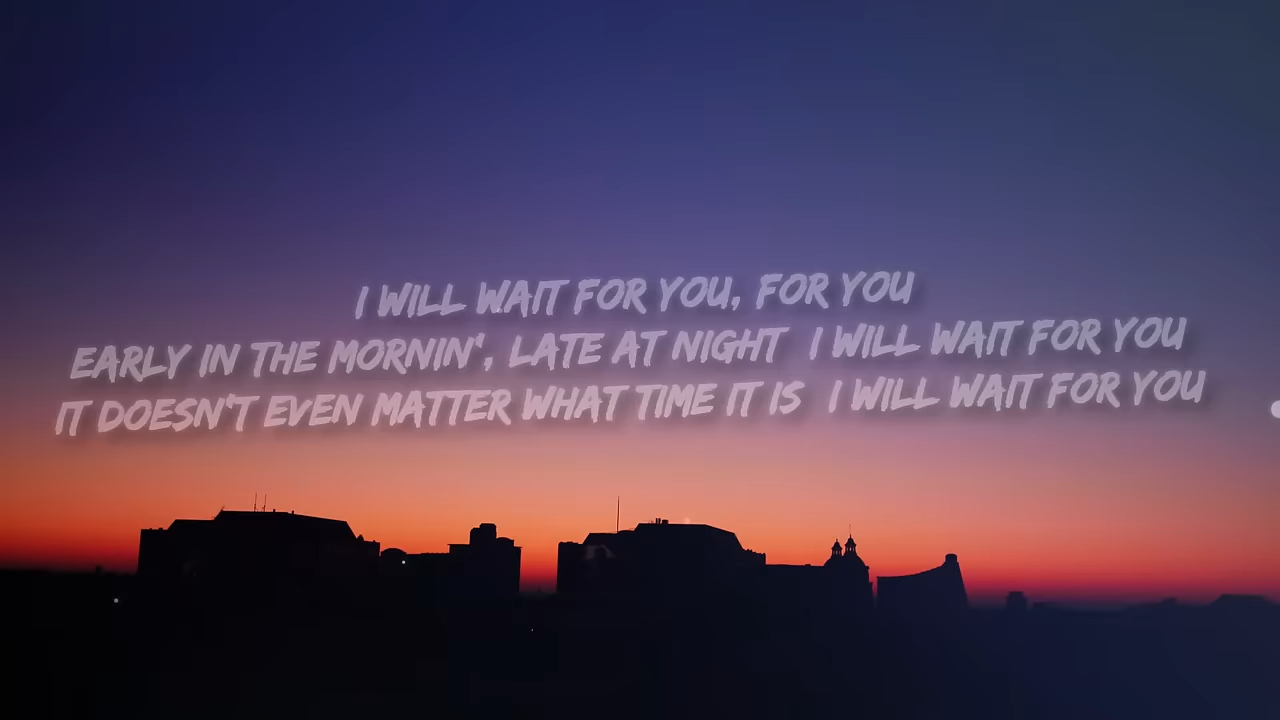 I WILL WAIT FOR YOU, FOR YOU
EARLY IN THE MORNIN', LATE AT NIGHT I WILL WAIT FOR YOU
IT DOESN'T EVEN MATTER WHAT TIME IT IS I WILL WAIT FOR YOU